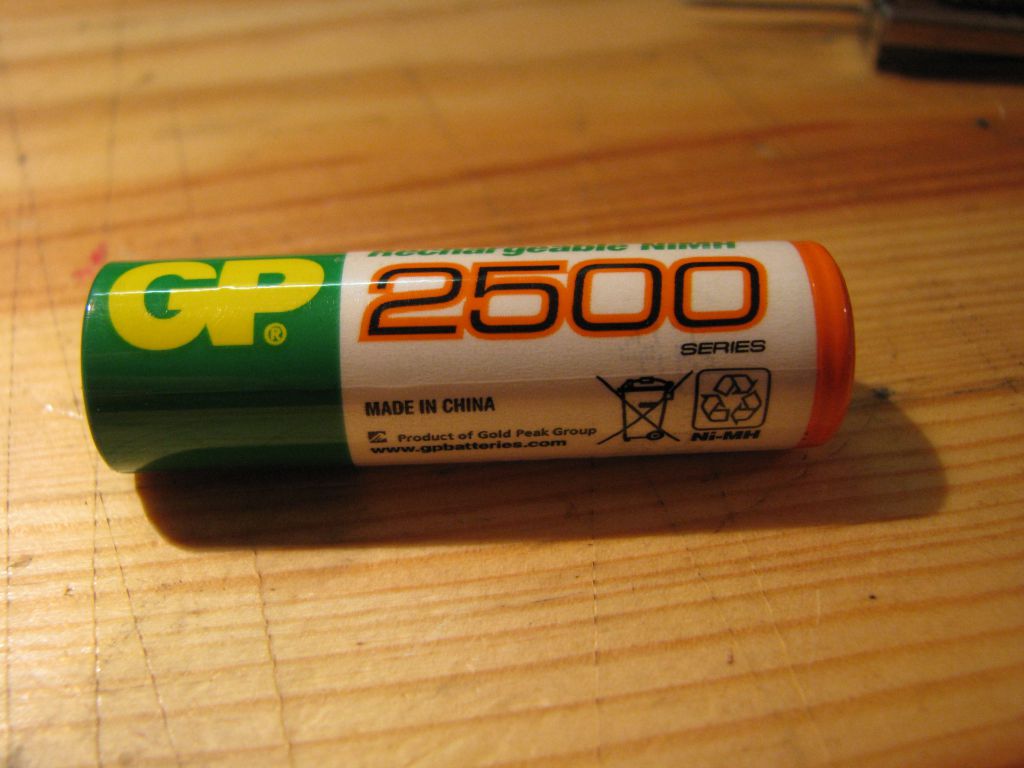 GP®
Rechargeable NiMH
2500
SERIES
MADE IN CHINA
Product of Gold Peak Group
www.gpbatteries.com
Ni-MH